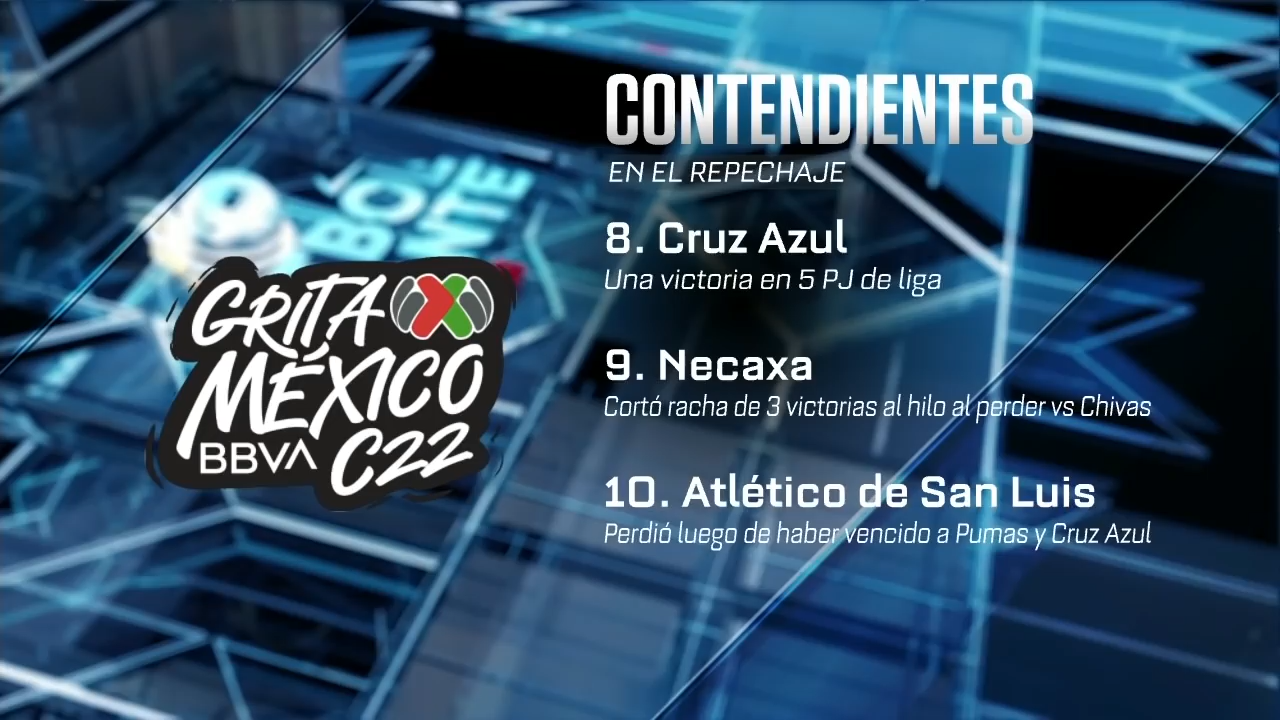 CONTENDIENTES
EN EL REPECHAJE
8. Cruz Azul
Una victoria en 5 PJ de liga
9. Necaxa
Cortó racha de 3 victorias al hilo al perder vs Chivas
10. Atlético de San Luis
Perdió luego de haber vencido a Pumas y Cruz Azul
GRITA
MÉXICO
BBVA C22